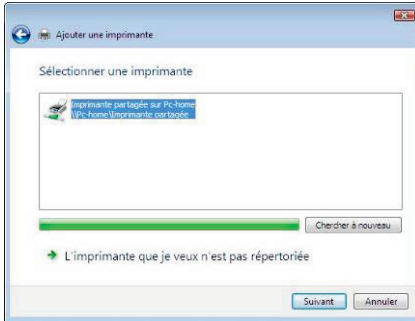 Ajouter une imprimante
Sélectionner une imprimante
Imprimante partagée sur Pc-home
\\Pc-home\Imprimante partagée
Chercher à nouveau
L'imprimante que je veux n'est pas répertoriée
Suivant
Annuler